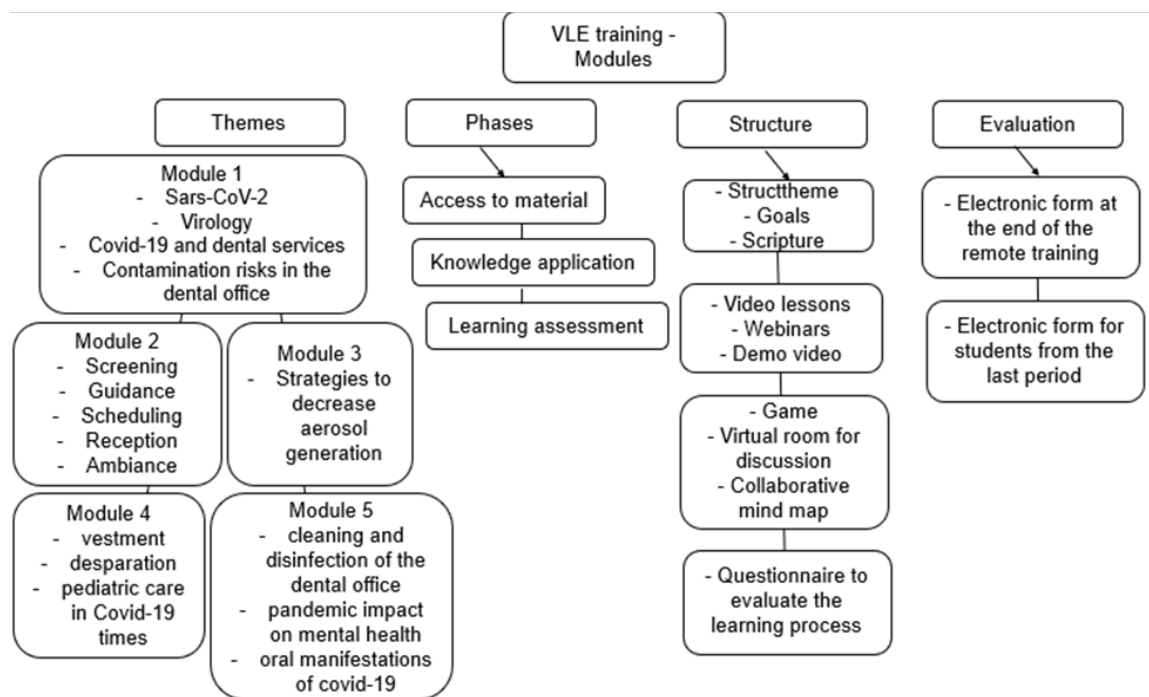 VLE training -
Modules
Themes
Module 1
- Sars-CoV-2
- Virology
- Covid-19 and dental services
- Contamination risks in the
dental office
Module 2
- Screening
- Guidance
- Scheduling
- Reception
- Ambiance
Module 3
- Strategies to
decrease
aerosol
generation
Module 4
- vestment
- desparation
- pediatric care
in Covid-19
times
Module 5
- cleaning and
disinfection of the
dental office
- pandemic impact
on mental health
- oral manifestations
of covid-19
Phases
Access to material
Knowledge application
Learning assessment
Structure
- Structtheme
- Goals
- Scripture
- Video lessons
- Webinars
- Demo video
- Game
- Virtual room for
discussion
- Collaborative
mind map
- Questionnaire to
evaluate the
learning process
Evaluation
- Electronic form at
the end of the
remote training
- Electronic form for
students from the
last period